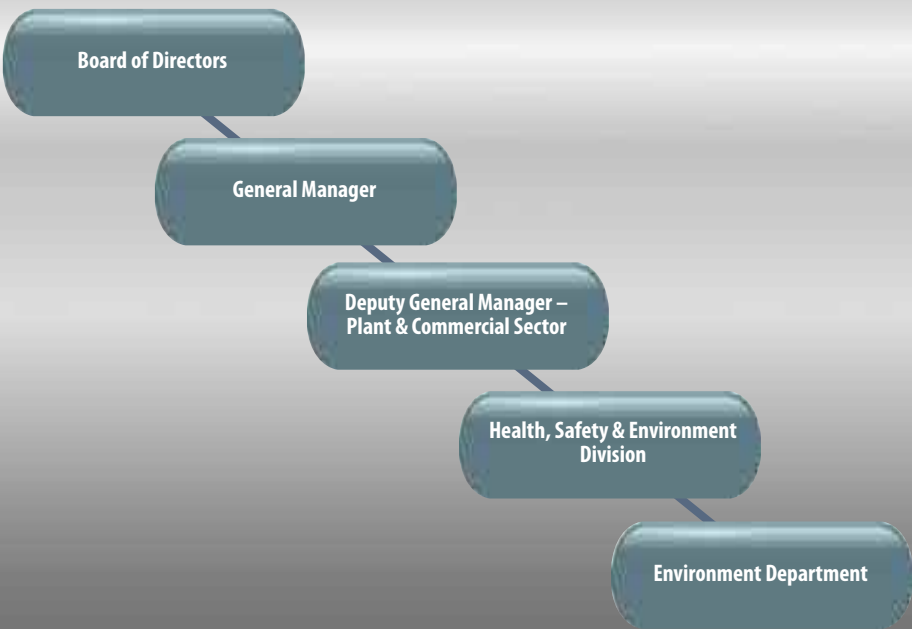 Board of Directors
General Manager
Deputy General Manager –
Plant & Commercial Sector
Health, Safety & Environment
Division
Environment Department